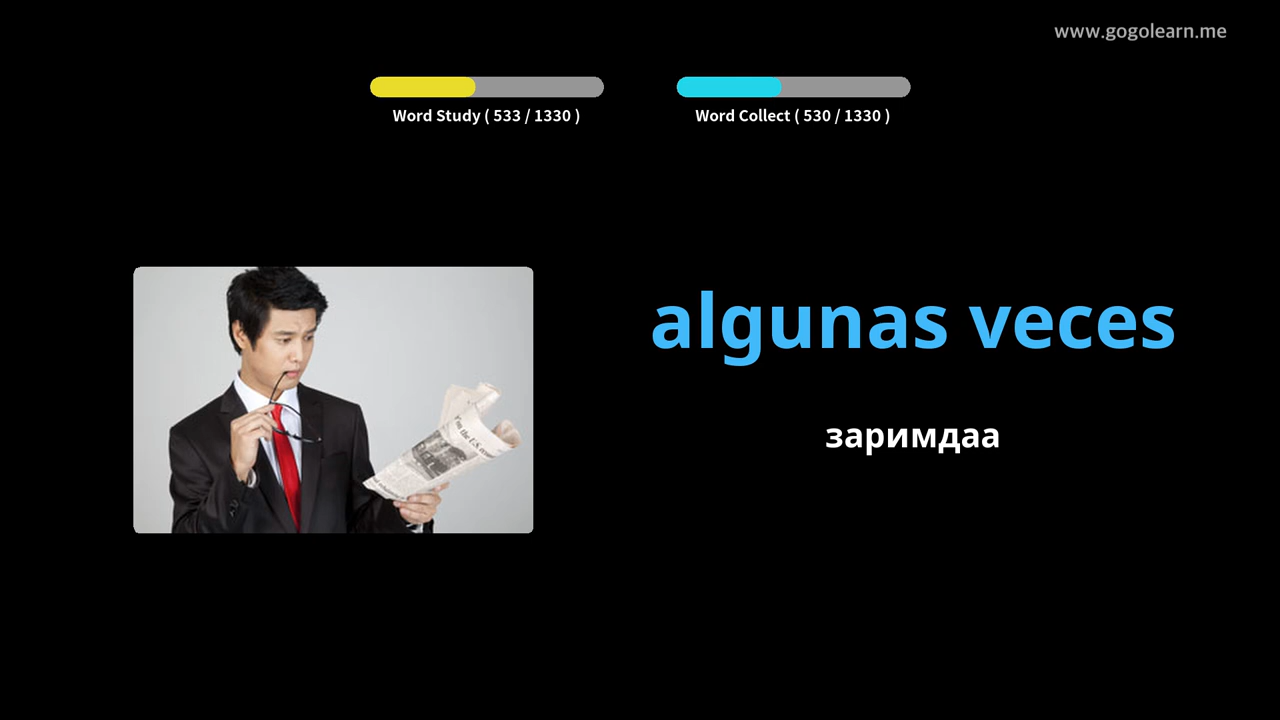 www.gogolearn.me
Word Study ( 533 / 1330 )
Word Collect ( 530 / 1330 )
algunas veces
заримдаа